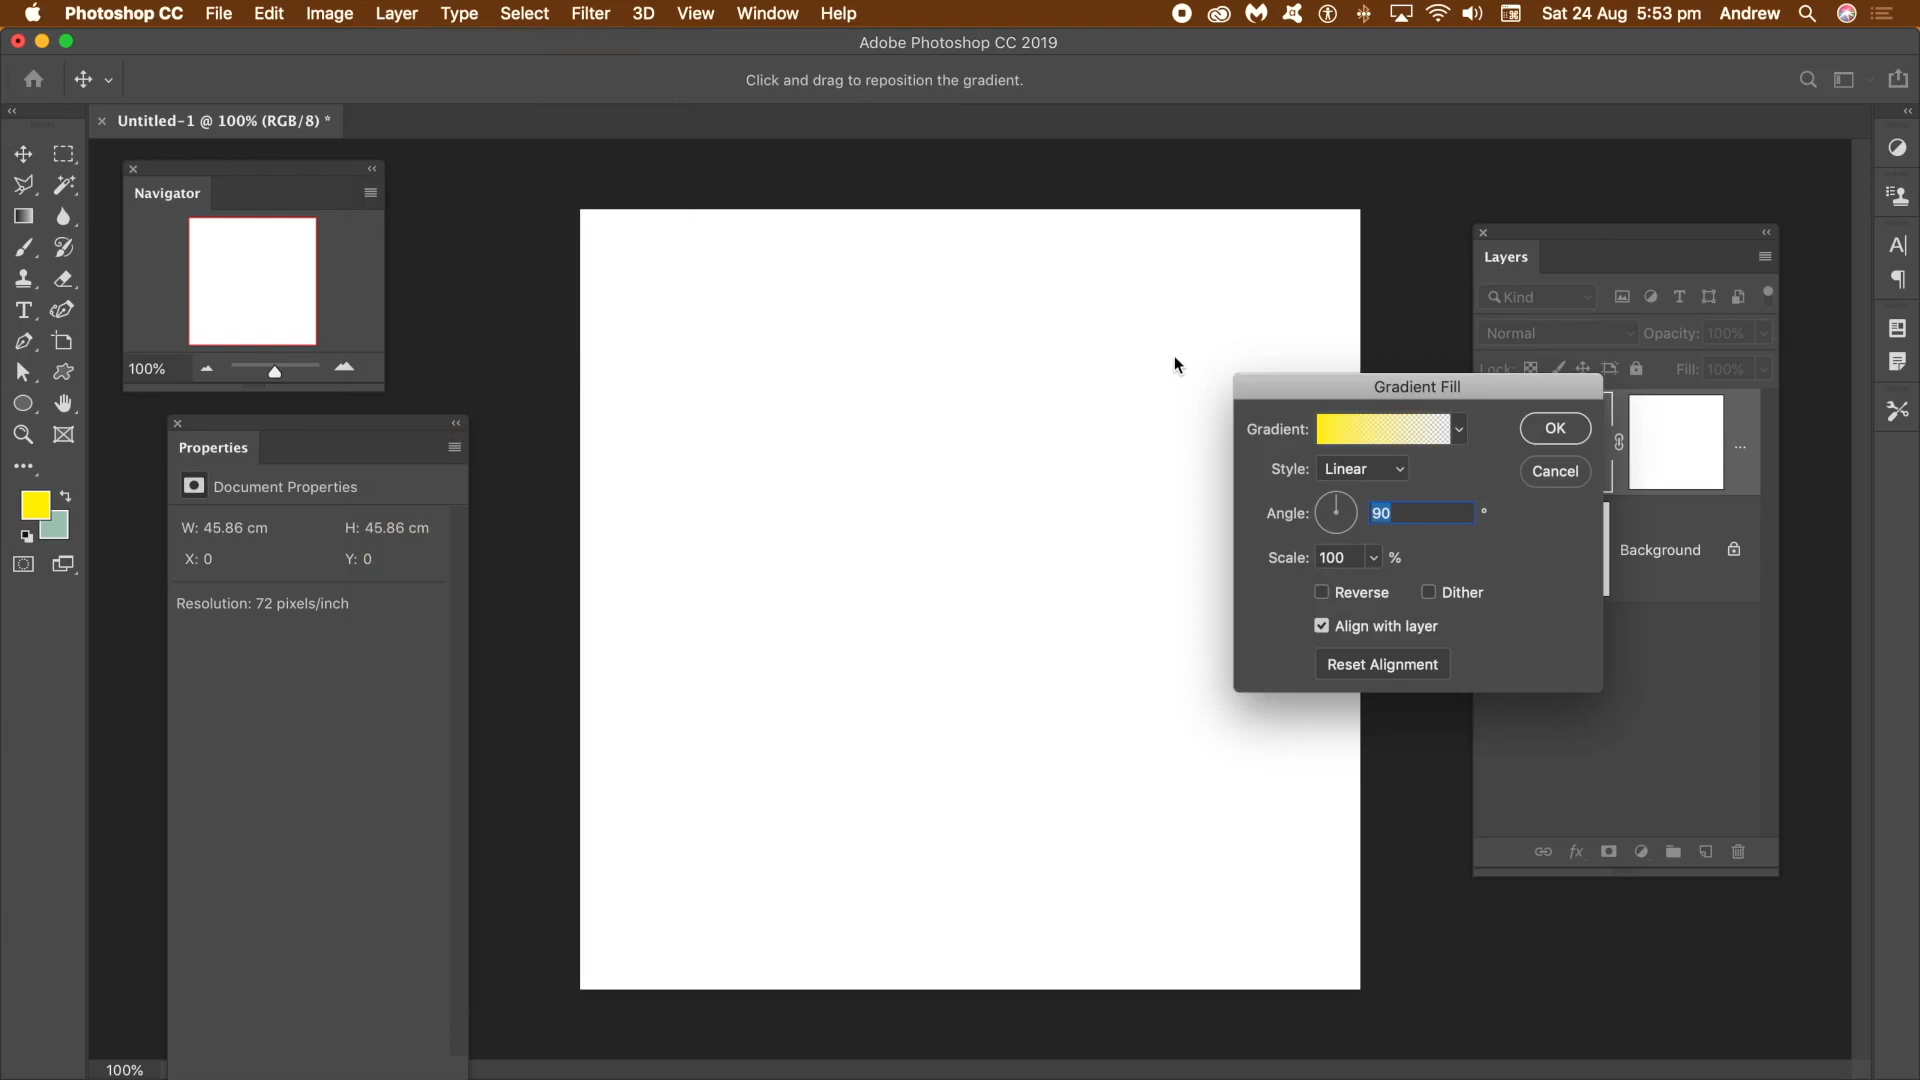 Photoshop CC File Edit Image Layer Type Select Filter 3D View Window Help Sat 24 Aug 5:53 pm Andrew
Adobe Photoshop CC 2019
Click and drag to reposition the gradient.
Untitled-1 @ 100% (RGB/8) *
Navigator
100%
Properties
Document Properties
W: 45.86 cm H: 45.86 cm
X: 0 Y: 0
Resolution: 72 pixels/inch
Layers
Kind
Normal Opacity: 100%
Lock: Fill: 100%
Background
Gradient Fill
Gradient: OK
Style: Linear Cancel
Angle: 90 °
Scale: 100 %
Reverse Dither
Align with layer
Reset Alignment
100%